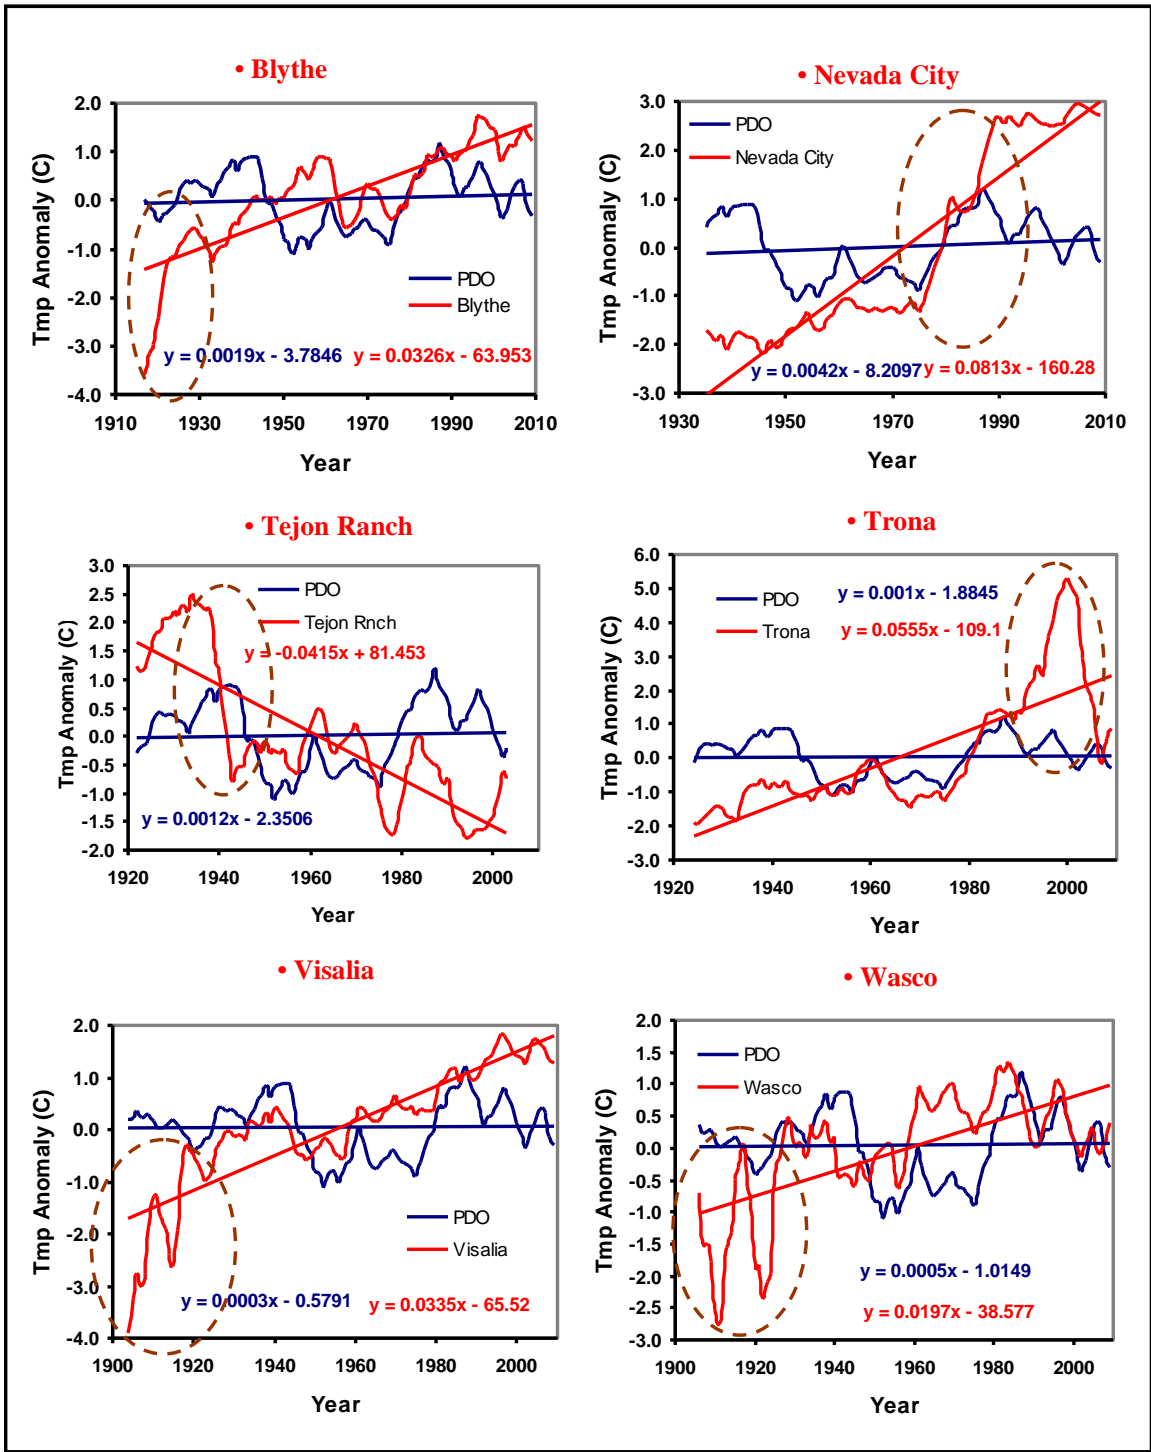 • Blythe
2.0
1.0
0.0
-1.0
-2.0
-3.0
-4.0
Tmp Anomaly (C)
PDO
Blythe
y = 0.0019x - 3.7846 y = 0.0326x - 63.953
1910 1930 1950 1970 1990 2010
Year
• Nevada City
3.0
2.0
1.0
0.0
-1.0
-2.0
-3.0
Tmp Anomaly (C)
PDO
Nevada City
y = 0.0042x - 8.2097 y = 0.0813x - 160.28
1930 1950 1970 1990 2010
Year
• Tejon Ranch
3.0
2.5
2.0
1.5
1.0
0.5
0.0
-0.5
-1.0
-1.5
-2.0
Tmp Anomaly (C)
PDO
Tejon Rnch
y = -0.0415x + 81.453
y = 0.0012x - 2.3506
1920 1940 1960 1980 2000
Year
• Trona
6.0
5.0
4.0
3.0
2.0
1.0
0.0
-1.0
-2.0
-3.0
Tmp Anomaly (C)
PDO
Trona
y = 0.001x - 1.8845
y = 0.0555x - 109.1
1920 1940 1960 1980 2000
Year
• Visalia
2.0
1.0
0.0
-1.0
-2.0
-3.0
-4.0
Tmp Anomaly (C)
PDO
Visalia
y = 0.0003x - 0.5791 y = 0.0335x - 65.52
1900 1920 1940 1960 1980 2000
Year
• Wasco
2.0
1.5
1.0
0.5
0.0
-0.5
-1.0
-1.5
-2.0
-2.5
-3.0
Tmp Anomaly (C)
PDO
Wasco
y = 0.0005x - 1.0149
y = 0.0197x - 38.577
1900 1920 1940 1960 1980 2000
Year